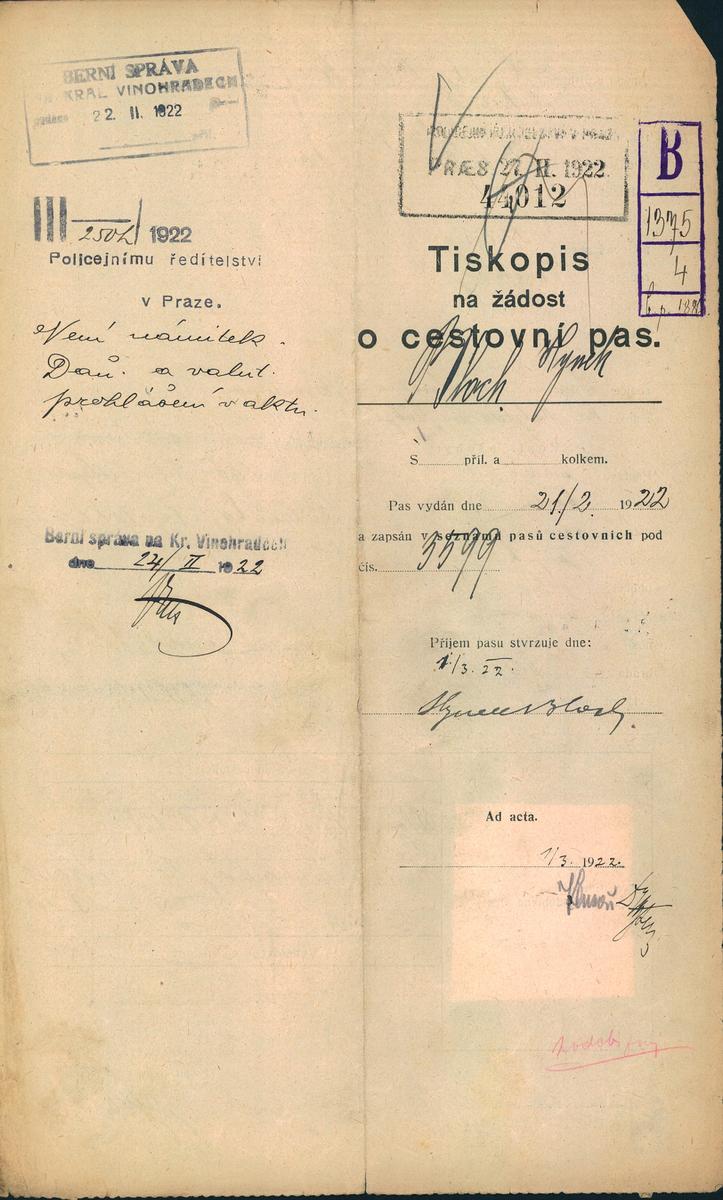 BERNÍ SPRÁVA
KRÁL VINOHRADECH
22. II. 1922
příl.
III 250h/ 1922
Policejnímu ředitelství
v Praze.
Není námitek.
Daň. a valut.
prohlášení v aktu.
Berní správa na Kr. Vinohradech
dne 24/ II 1922
PRÆS 27. II. 1922
44012
B
1375
4
Tiskopis
na žádost
o cestovní pas.
Bloch Hynek
S příl. a kolkem.
Pas vydán dne 21./2. 1922
a zapsán v seznamu pasů cestovních pod
čís. 3599
Příjem pasu stvrzuje dne:
1/3. 22.
Hynek Bloch
Ad acta.
1/3. 1922.